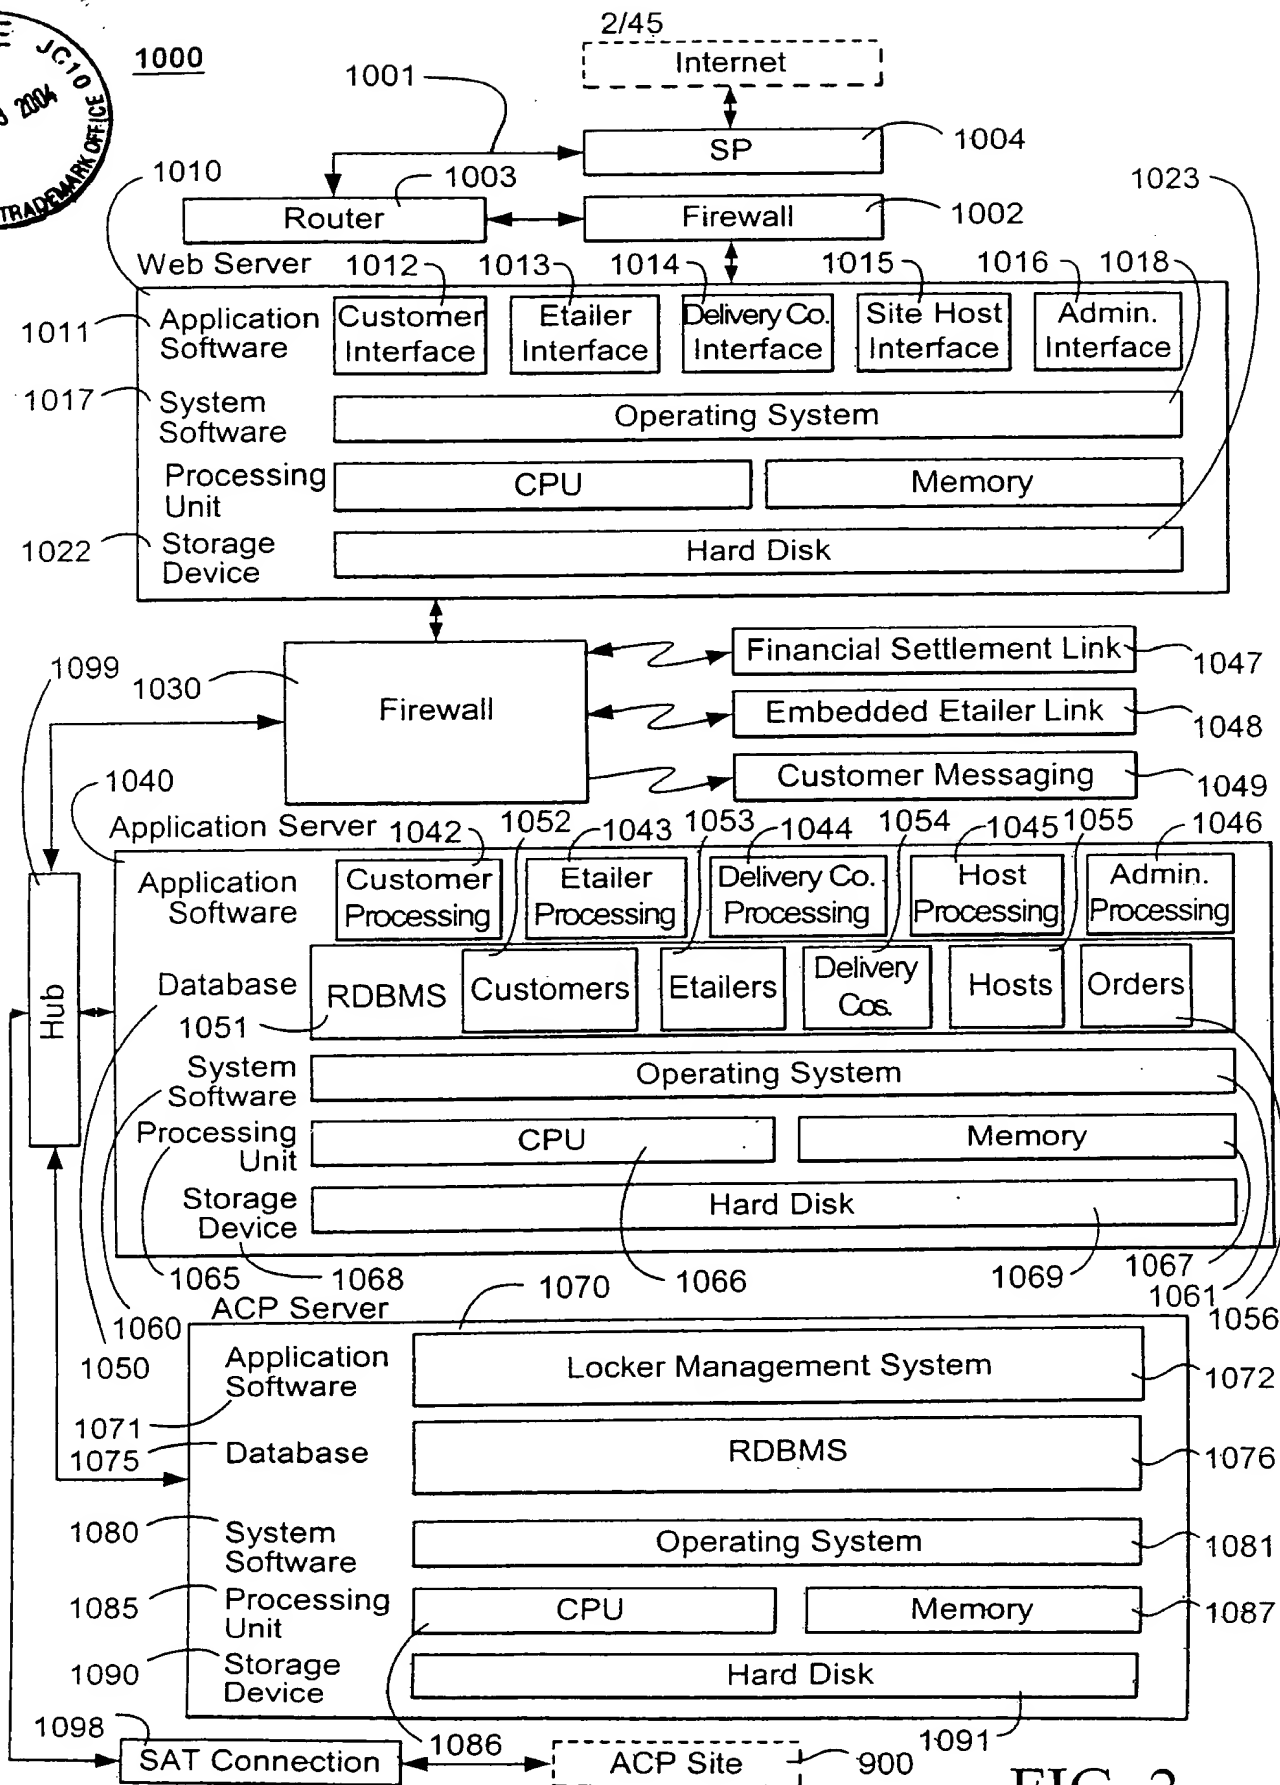 2/45
JC10
2004
TRADEMARK OFFICE
1000
Internet
1001
SP
1004
1010
1003
1023
Router
Firewall
1002
Web Server
1012
1013
1014
1015
1016
1018
1011
Application
Software
Customer
Interface
Etailer
Interface
Delivery Co.
Interface
Site Host
Interface
Admin.
Interface
1017
System
Software
Operating System
Processing
Unit
CPU
Memory
1022
Storage
Device
Hard Disk
1099
1030
Firewall
Financial Settlement Link
1047
Embedded Etailer Link
1048
Customer Messaging
1049
1040
Application Server
1042
1052
1043
1053
1044
1054
1045
1055
1046
Application
Software
Customer
Processing
Etailer
Processing
Delivery Co.
Processing
Host
Processing
Admin.
Processing
Hub
Database
RDBMS
1051
Customers
Etailers
Delivery
Cos.
Hosts
Orders
System
Software
Operating System
Processing
Unit
CPU
Memory
Storage
Device
Hard Disk
1065
1068
1066
1069
1067
1061
1056
1060
1050
ACP Server
1070
Application
Software
Locker Management System
1072
1071
1075
Database
RDBMS
1076
1080
System
Software
Operating System
1081
1085
Processing
Unit
CPU
Memory
1087
1090
Storage
Device
Hard Disk
1098
1086
1091
SAT Connection
ACP Site
900